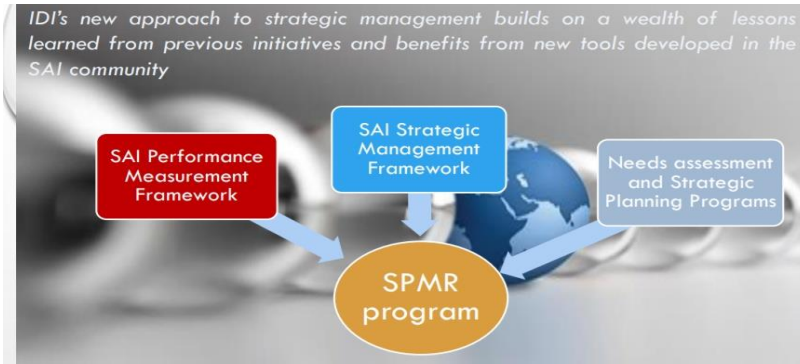 IDI's new approach to strategic management builds on a wealth of lessons
learned from previous initiatives and benefits from new tools developed in the
SAI community
SAI Performance
Measurement
Framework
SAI Strategic
Management
Framework
Needs assessment
and Strategic
Planning Programs
SPMR
program